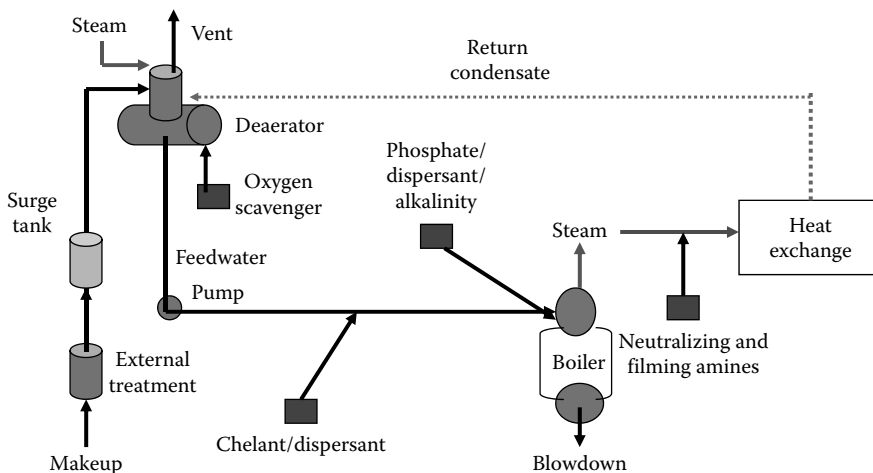 Steam
Vent
Return
condensate
Deaerator
Phosphate/
dispersant/
alkalinity
Oxygen
scavenger
Surge
tank
Steam
Heat
exchange
Feedwater
Pump
External
treatment
Boiler
Neutralizing and
filming amines
Chelant/dispersant
Makeup
Blowdown